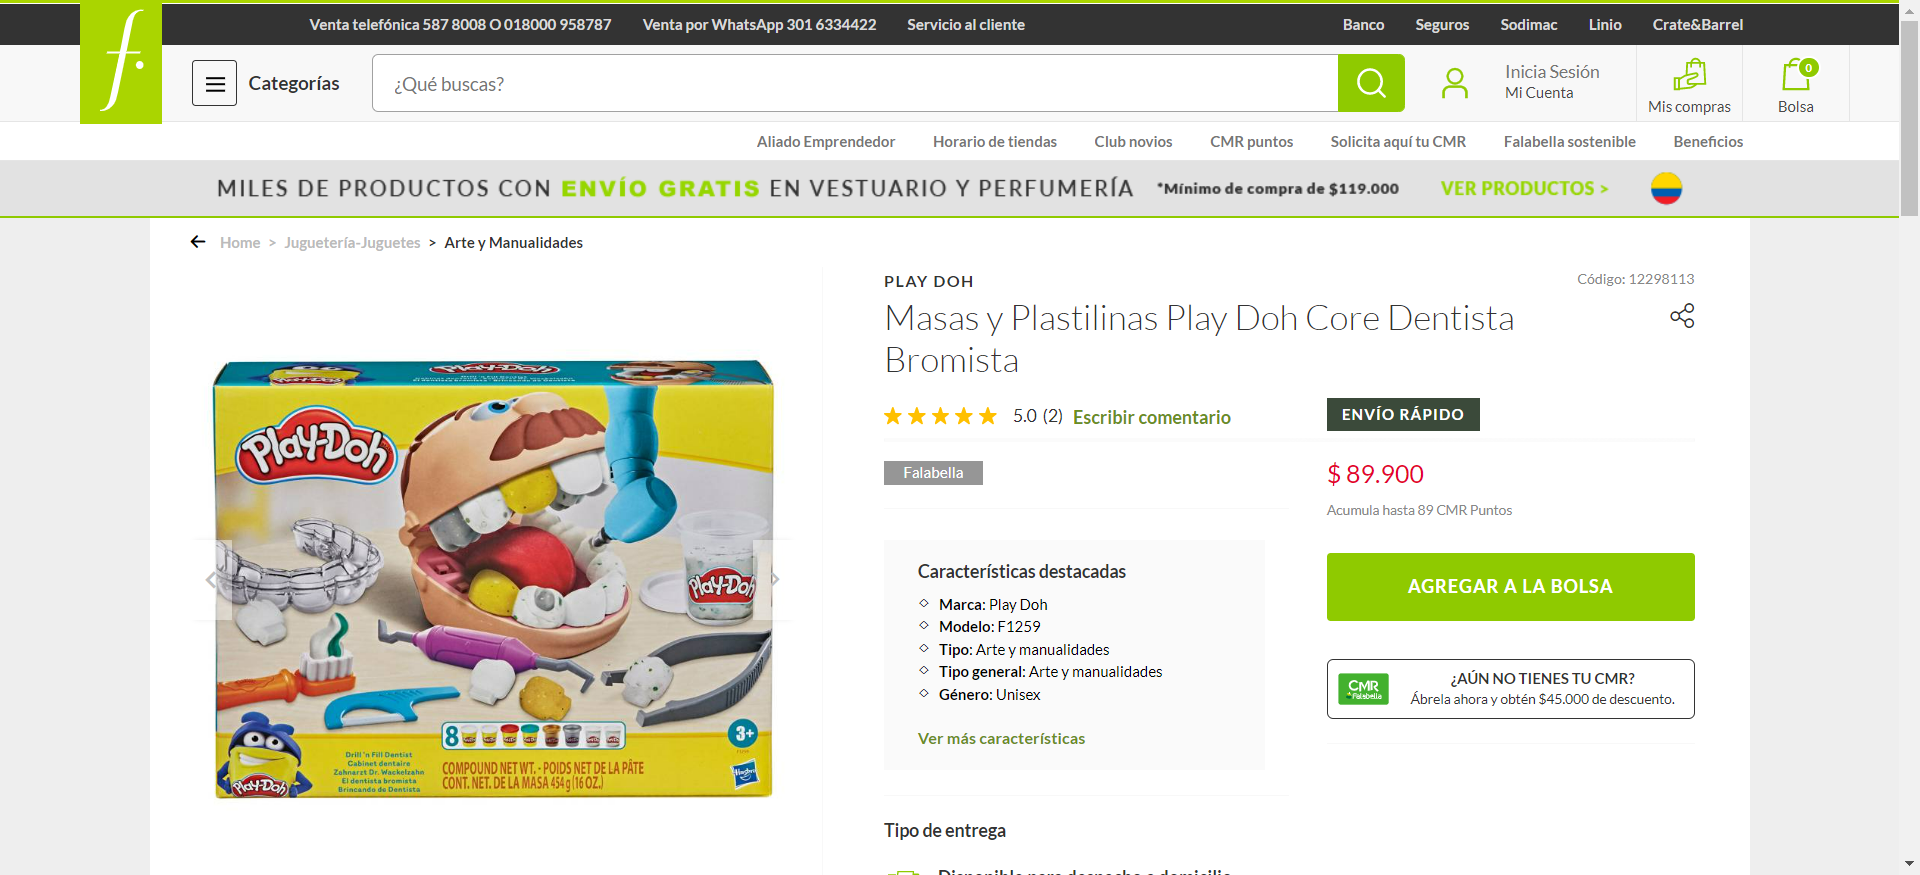 Venta telefónica 587 8008 O 018000 958787
Venta por WhatsApp 301 6334422
Servicio al cliente
Banco
Seguros
Sodimac
Linio
Crate&Barrel
f.
Categorías
¿Qué buscas?
Inicia Sesión
Mi Cuenta
Mis compras
0
Bolsa
Aliado Emprendedor
Horario de tiendas
Club novios
CMR puntos
Solicita aquí tu CMR
Falabella sostenible
Beneficios
MILES DE PRODUCTOS CON ENVÍO GRATIS EN VESTUARIO Y PERFUMERÍA *Mínimo de compra de $119.000 VER PRODUCTOS >
Home > Juguetería-Juguetes > Arte y Manualidades
PLAY DOH
Código: 12298113
Masas y Plastilinas Play Doh Core Dentista
Bromista
5.0 (2) Escribir comentario
ENVÍO RÁPIDO
Falabella
$ 89.900
Acumula hasta 89 CMR Puntos
AGREGAR A LA BOLSA
Características destacadas
Marca: Play Doh
Modelo: F1259
Tipo: Arte y manualidades
Tipo general: Arte y manualidades
Género: Unisex
Ver más características
CMR
Falabella
¿AÚN NO TIENES TU CMR?
Ábrela ahora y obtén $45.000 de descuento.
Tipo de entrega
Disponible para despacho a domicilio
Play-Doh
Play-Doh
Play-Doh
8
3+
Drill 'n Fill Dentist
Cabinet dentaire
Zahnarzt Dr. Wackelzahn
El dentista bromista
Brincando de Dentista
COMPOUND NET WT. - POIDS NET DE LA PÂTE
CONT. NET. DE LA MASA 454 g (16 OZ.)
Hasbro